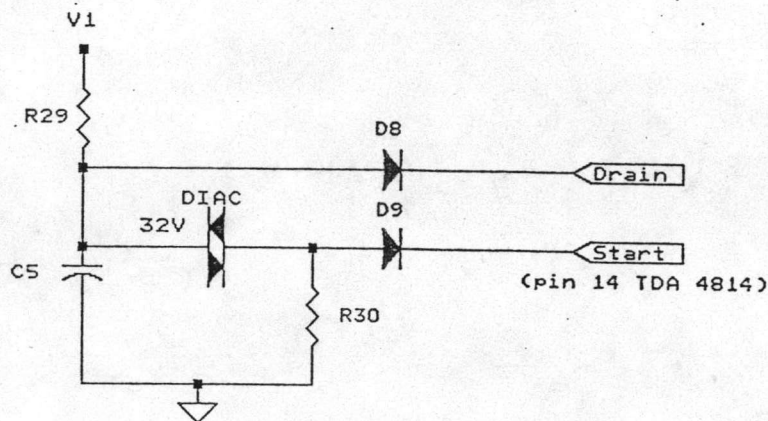 V1
R29
D8
Drain
DIAC
D9
32V
Start
C5
(pin 14 TDA 4814)
R30